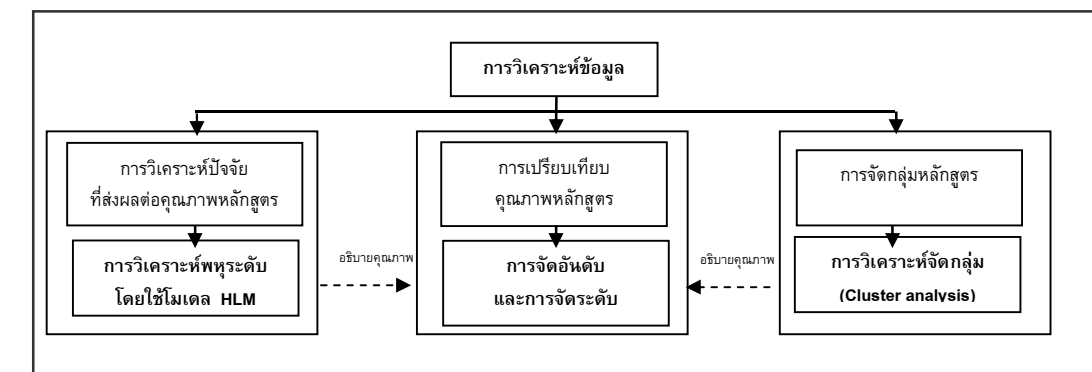 การวิเคราะห์ข้อมูล
การวิเคราะห์ปัจจัย
ที่ส่งผลต่อคุณภาพหลักสูตร
การวิเคราะห์พหุระดับ
โดยใช้โมเดล HLM
อธิบายคุณภาพ
การเปรียบเทียบ
คุณภาพหลักสูตร
การจัดอันดับ
และการจัดระดับ
อธิบายคุณภาพ
การจัดกลุ่มหลักสูตร
การวิเคราะห์จัดกลุ่ม
(Cluster analysis)